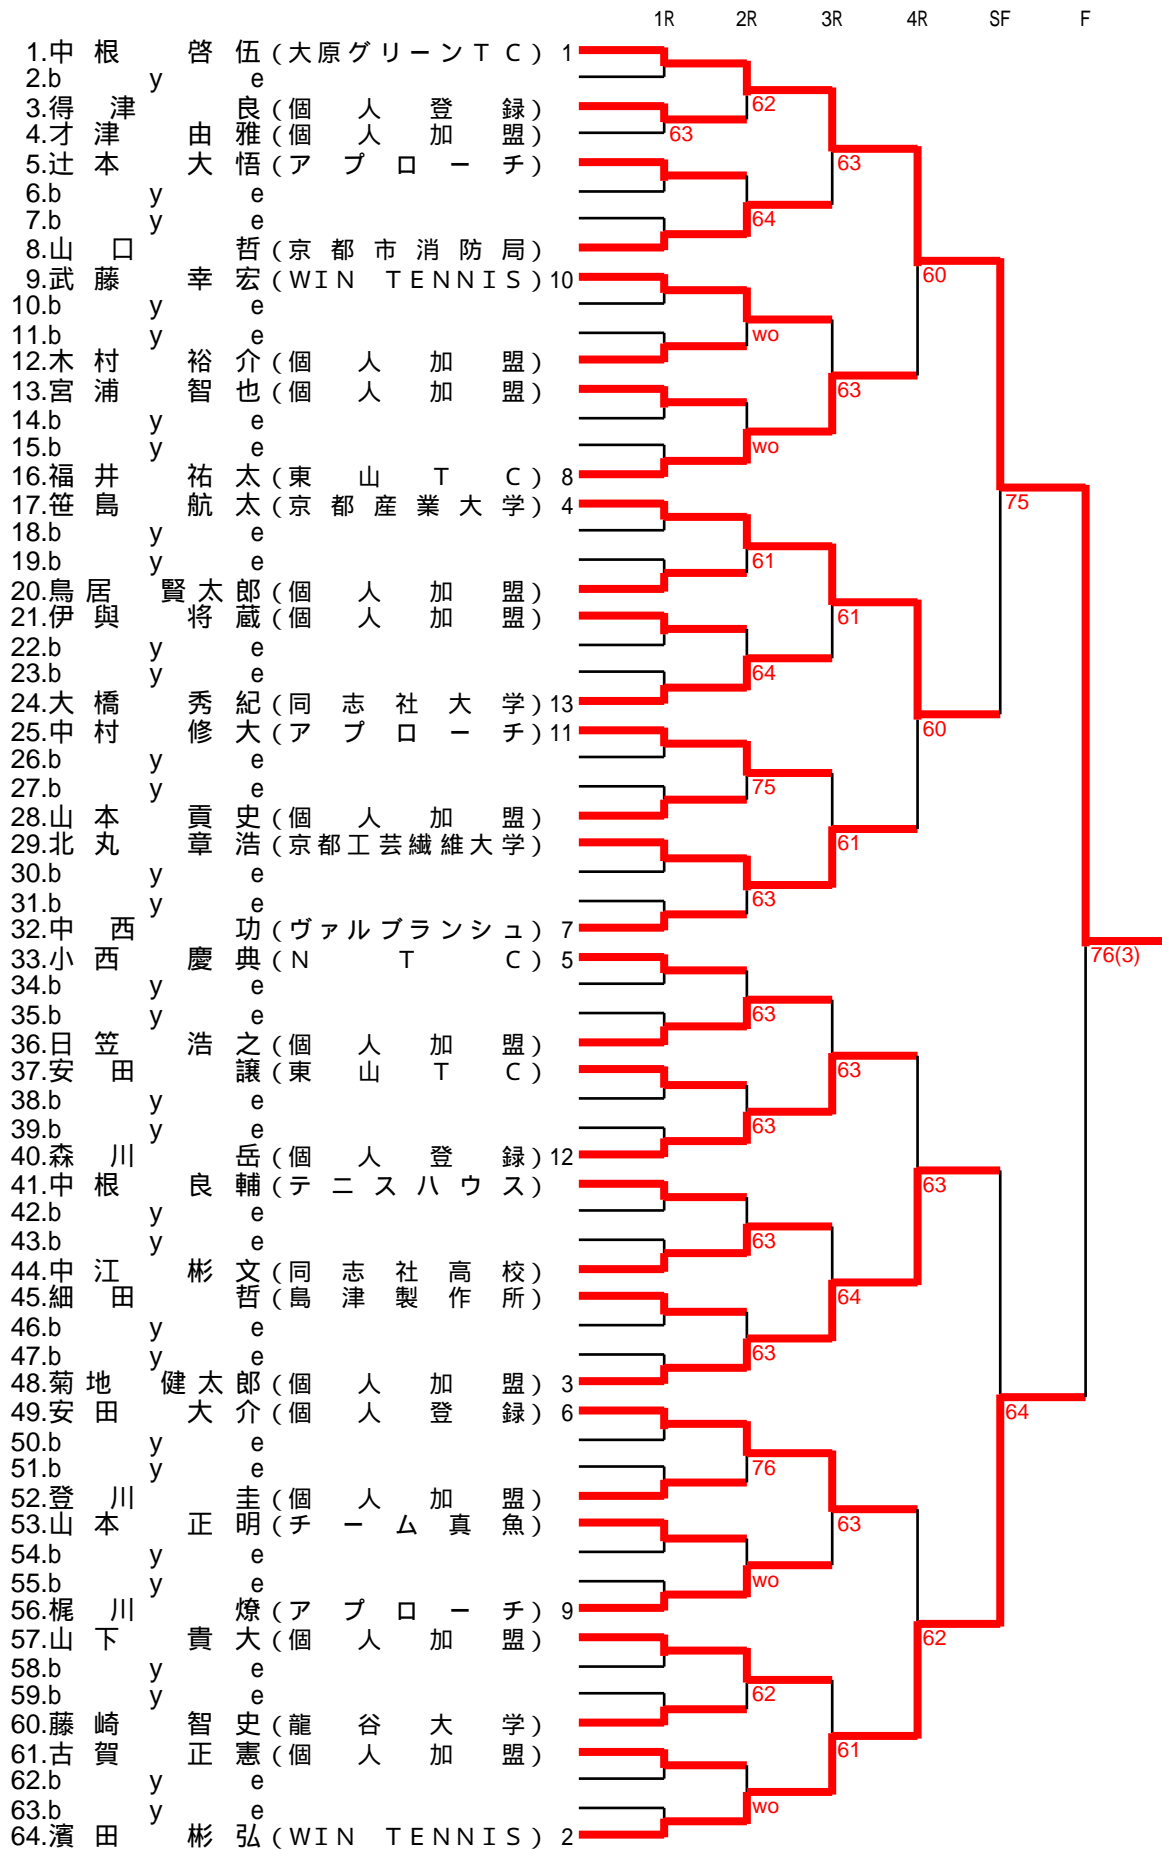 1R 2R 3R 4R SF F
1.中根 啓伍(大原グリーンTC) 1
2.b y e
3.得津 良(個人登録)
62
4.才津 由雅(個人加盟)
63
5.辻本 大悟(アプローチ)
63
6.b y e
7.b y e
64
8.山口 哲(京都市消防局)
9.武藤 幸宏(WIN TENNIS)10
60
10.b y e
11.b y e
wo
12.木村 裕介(個人加盟)
13.宮浦 智也(個人加盟)
63
14.b y e
15.b y e
wo
16.福井 祐太(東山TC) 8
17.笹島 航太(京都産業大学) 4
75
18.b y e
19.b y e
61
20.鳥居 賢太郎(個人加盟)
21.伊與 将蔵(個人加盟)
61
22.b y e
23.b y e
64
24.大橋 秀紀(同志社大学)13
25.中村 修大(アプローチ)11
60
26.b y e
27.b y e
75
28.山本 貢史(個人加盟)
29.北丸 章浩(京都工芸繊維大学)
61
30.b y e
31.b y e
63
32.中西 功(ヴァルブランシュ) 7
33.小西 慶典(NTC) 5
76(3)
34.b y e
35.b y e
63
36.日笠 浩之(個人加盟)
37.安田 譲(東山TC)
63
38.b y e
39.b y e
63
40.森川 岳(個人登録)12
41.中根 良輔(テニスハウス)
63
42.b y e
43.b y e
63
44.中江 彬文(同志社高校)
45.細田 哲(島津製作所)
64
46.b y e
47.b y e
63
48.菊地 健太郎(個人加盟) 3
49.安田 大介(個人登録) 6
64
50.b y e
51.b y e
76
52.登川 圭(個人加盟)
53.山本 正明(チーム真魚)
63
54.b y e
55.b y e
wo
56.梶川 燎(アプローチ) 9
57.山下 貴大(個人加盟)
62
58.b y e
59.b y e
62
60.藤崎 智史(龍谷大学)
61.古賀 正憲(個人加盟)
61
62.b y e
63.b y e
wo
64.濱田 彬弘(WIN TENNIS) 2